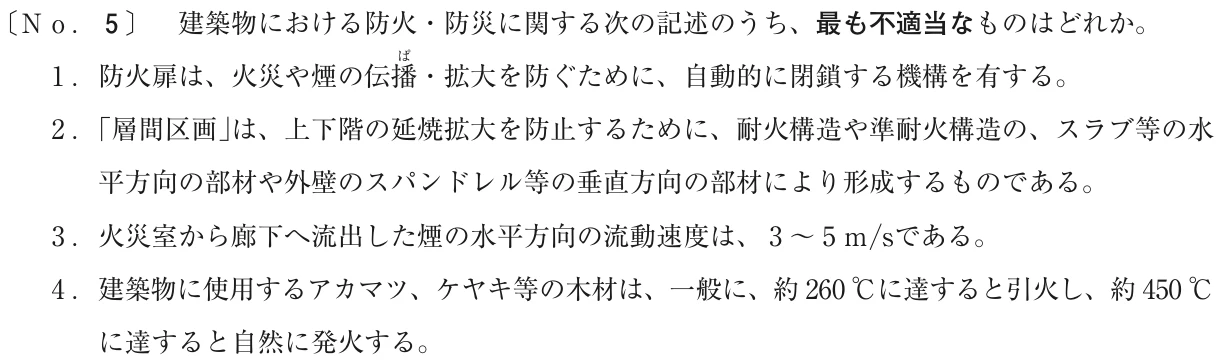 〔Ｎｏ．５〕　建築物における防火・防災に関する次の記述のうち、最も不適当なものはどれか。
１．防火扉は、火災や煙の伝播・拡大を防ぐために、自動的に閉鎖する機構を有する。
２．「層間区画」は、上下階の延焼拡大を防止するために、耐火構造や準耐火構造の、スラブ等の水
平方向の部材や外壁のスパンドレル等の垂直方向の部材により形成するものである。
３．火災室から廊下へ流出した煙の水平方向の流動速度は、３～５m/sである。
４．建築物に使用するアカマツ、ケヤキ等の木材は、一般に、約260℃に達すると引火し、約450℃
に達すると自然に発火する。